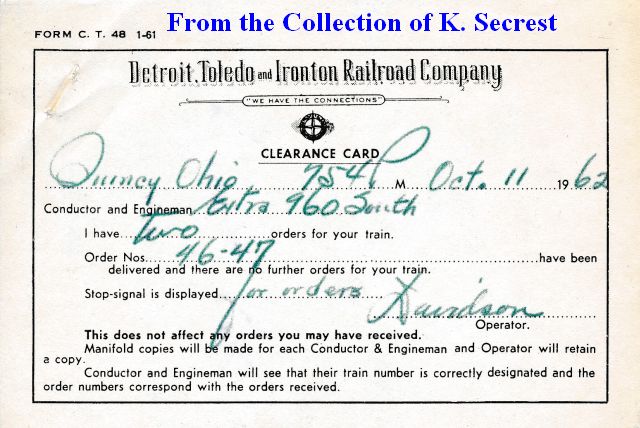 FORM C. T. 48 1-61 From the Collection of K. Secrest
Detroit, Toledo and Ironton Railroad Company
"WE HAVE THE CONNECTIONS"
CLEARANCE CARD
Quincy Ohio 754 P M Oct. 11 1962
Conductor and Engineman Extra 960 South
I have Two orders for your train.
Order Nos. 46-47 have been
delivered and there are no further orders for your train.
Stop-signal is displayed for orders
Davidson
Operator.
This does not affect any orders you may have received.
Manifold copies will be made for each Conductor & Engineman and Operator will retain
a copy.
Conductor and Engineman will see that their train number is correctly designated and the
order numbers correspond with the orders received.